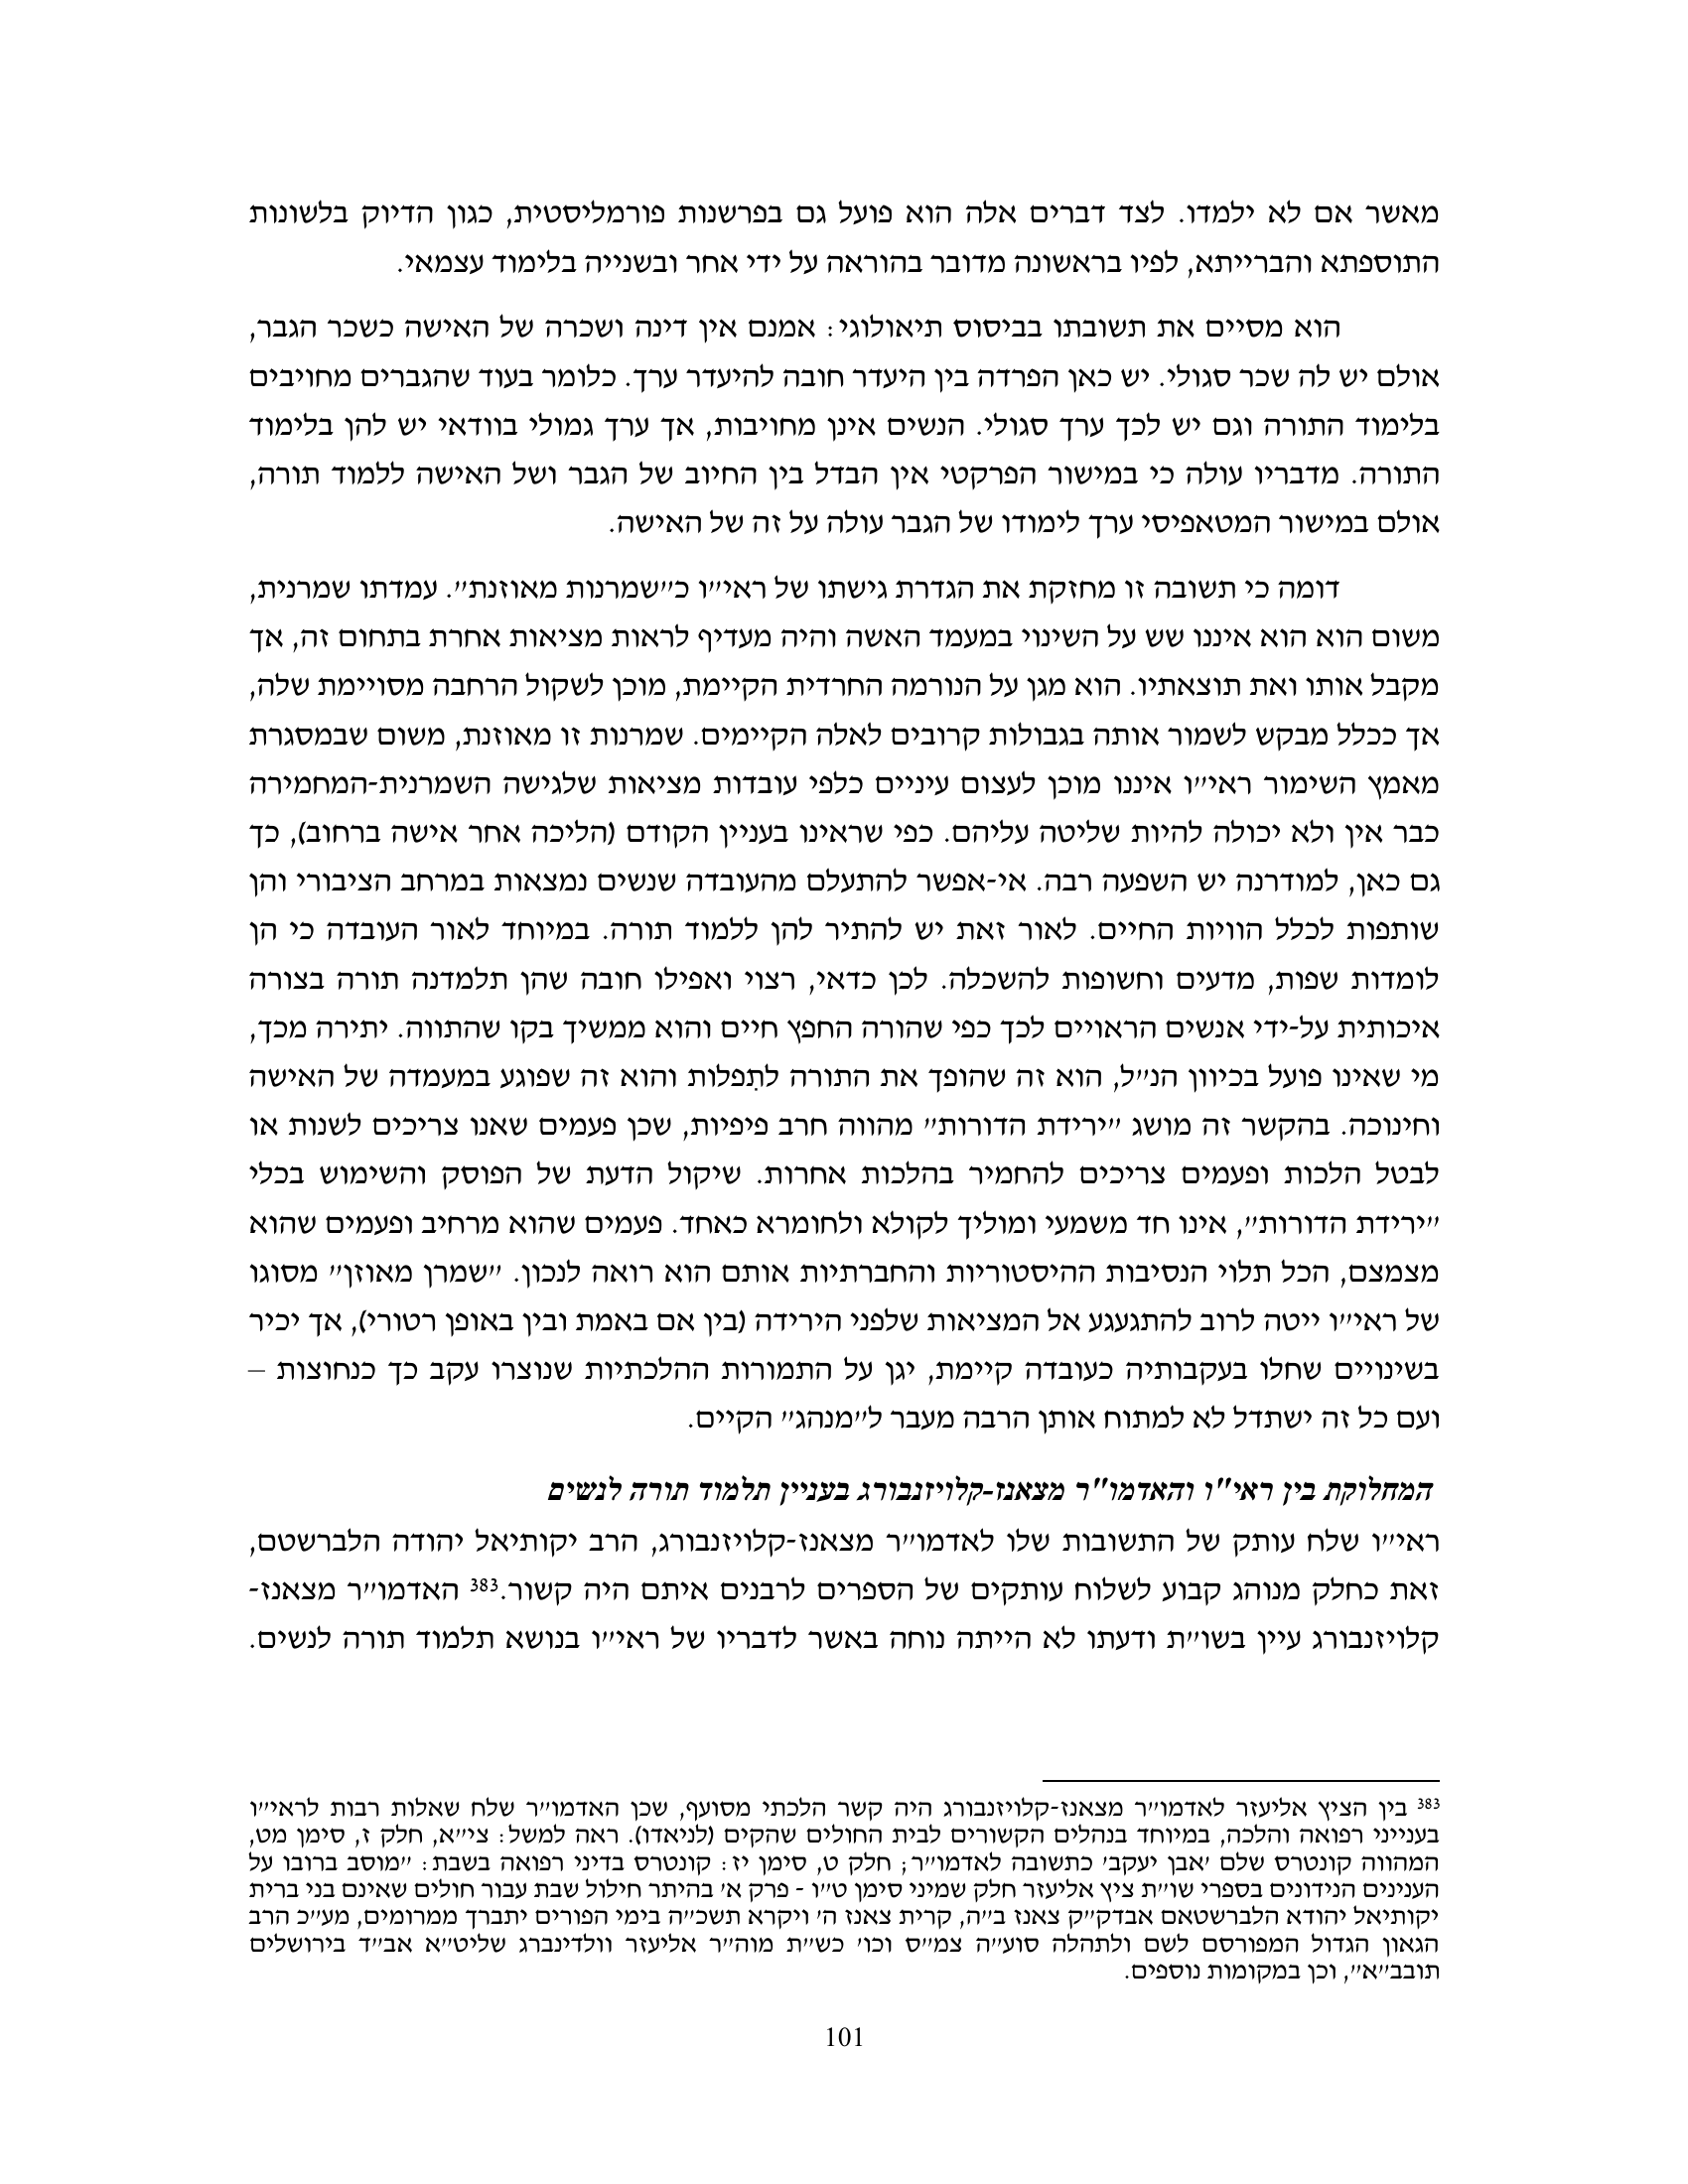 מאשר אם לא ילמדו. לצד דברים אלה הוא פועל גם בפרשנות פורמליסטית, כגון הדיוק בלשונות
התוספתא והברייתא, לפיו בראשונה מדובר בהוראה על ידי אחר ובשנייה בלימוד עצמאי.
הוא מסיים את תשובתו בביסוס תיאולוגי: אמנם אין דינה ושכרה של האישה כשכר הגבר,
אולם יש לה שכר סגולי. יש כאן הפרדה בין היעדר חובה להיעדר ערך. כלומר בעוד שהגברים מחויבים
בלימוד התורה וגם יש לכך ערך סגולי. הנשים אינן מחויבות, אך ערך גמולי בוודאי יש להן בלימוד
התורה. מדבריו עולה כי במישור הפרקטי אין הבדל בין החיוב של הגבר ושל האישה ללמוד תורה,
אולם במישור המטאפיסי ערך לימודו של הגבר עולה על זה של האישה.
דומה כי תשובה זו מחזקת את הגדרת גישתו של ראי״ו כ״שמרנות מאוזנת״. עמדתו שמרנית,
משום הוא הוא איננו שש על השינוי במעמד האשה והיה מעדיף לראות מציאות אחרת בתחום זה, אך
מקבל אותו ואת תוצאתיו. הוא מגן על הנורמה החרדית הקיימת, מוכן לשקול הרחבה מסויימת שלה,
אך ככלל מבקש לשמור אותה בגבולות קרובים לאלה הקיימים. שמרנות זו מאוזנת, משום שבמסגרת
מאמץ השימור ראי״ו איננו מוכן לעצום עיניים כלפי עובדות מציאות שלגישה השמרנית-המחמירה
כבר אין ולא יכולה להיות שליטה עליהם. כפי שראינו בעניין הקודם (הליכה אחר אישה ברחוב), כך
גם כאן, למודרנה יש השפעה רבה. אי-אפשר להתעלם מהעובדה שנשים נמצאות במרחב הציבורי והן
שותפות לכלל הוויות החיים. לאור זאת יש להתיר להן ללמוד תורה. במיוחד לאור העובדה כי הן
לומדות שפות, מדעים וחשופות להשכלה. לכן כדאי, רצוי ואפילו חובה שהן תלמדנה תורה בצורה
איכותית על-ידי אנשים הראויים לכך כפי שהורה החפץ חיים והוא ממשיך בקו שהתווה. יתירה מכך,
מי שאינו פועל בכיוון הנ״ל, הוא זה שהופך את התורה לתִפלות והוא זה שפוגע במעמדה של האישה
וחינוכה. בהקשר זה מושג ״ירידת הדורות״ מהווה חרב פיפיות, שכן פעמים שאנו צריכים לשנות או
לבטל הלכות ופעמים צריכים להחמיר בהלכות אחרות. שיקול הדעת של הפוסק והשימוש בכלי
״ירידת הדורות״, אינו חד משמעי ומוליך לקולא ולחומרא כאחד. פעמים שהוא מרחיב ופעמים שהוא
מצמצם, הכל תלוי הנסיבות ההיסטוריות והחברתיות אותם הוא רואה לנכון. ״שמרן מאוזן״ מסוגו
של ראי״ו ייטה לרוב להתגעגע אל המציאות שלפני הירידה (בין אם באמת ובין באופן רטורי), אך יכיר
בשינויים שחלו בעקבותיה כעובדה קיימת, יגן על התמורות ההלכתיות שנוצרו עקב כך כנחוצות –
ועם כל זה ישתדל לא למתוח אותן הרבה מעבר ל״מנהג״ הקיים.
המחלוקת בין ראי"ו והאדמו"ר מצאנז-קלויזנבורג בעניין תלמוד תורה לנשים
ראי״ו שלח עותק של התשובות שלו לאדמו״ר מצאנז-קלויזנבורג, הרב יקותיאל יהודה הלברשטם,
זאת כחלק מנוהג קבוע לשלוח עותקים של הספרים לרבנים איתם היה קשור.383 האדמו״ר מצאנז-
קלויזנבורג עיין בשו״ת ודעתו לא הייתה נוחה באשר לדבריו של ראי״ו בנושא תלמוד תורה לנשים.
383 בין הציץ אליעזר לאדמו״ר מצאנז-קלויזנבורג היה קשר הלכתי מסועף, שכן האדמו״ר שלח שאלות רבות לראי״ו
בענייני רפואה והלכה, במיוחד בנהלים הקשורים לבית החולים שהקים (לניאדו). ראה למשל: צי״א, חלק ז, סימן מט,
המהווה קונטרס שלם ׳אבן יעקב׳ כתשובה לאדמו״ר; חלק ט, סימן יז: קונטרס בדיני רפואה בשבת: ״מוסב ברובו על
הענינים הנידונים בספרי שו״ת ציץ אליעזר חלק שמיני סימן ט״ו - פרק א׳ בהיתר חילול שבת עבור חולים שאינם בני ברית
יקותיאל יהודא הלברשטאם אבדק״ק צאנז ב״ה, קרית צאנז ה׳ ויקרא תשכ״ה בימי הפורים יתברך ממרומים, מע״כ הרב
הגאון הגדול המפורסם לשם ולתהלה סוע״ה צמ״ס וכו׳ כש״ת מוה״ר אליעזר וולדינברג שליט״א אב״ד בירושלים
תובב״א״, וכן במקומות נוספים.
101